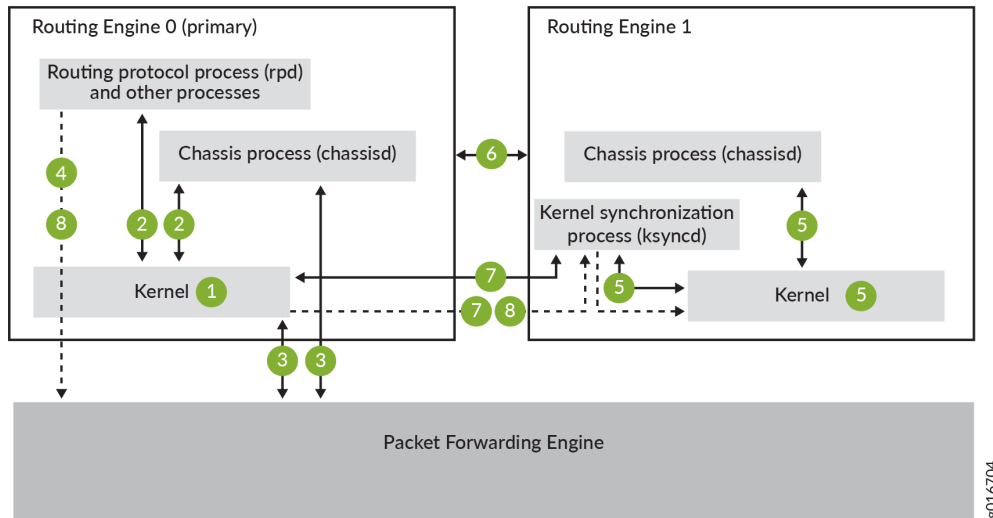 Routing Engine 0 (primary)
Routing Engine 1
Routing protocol process (rpd)
and other processes
Chassis process (chassisd)
6
Chassis process (chassisd)
4
8
2
2
Kernel synchronization
process (ksyncd)
5
Kernel 1
7
5
7
8
Kernel 5
3
3
Packet Forwarding Engine
g016704